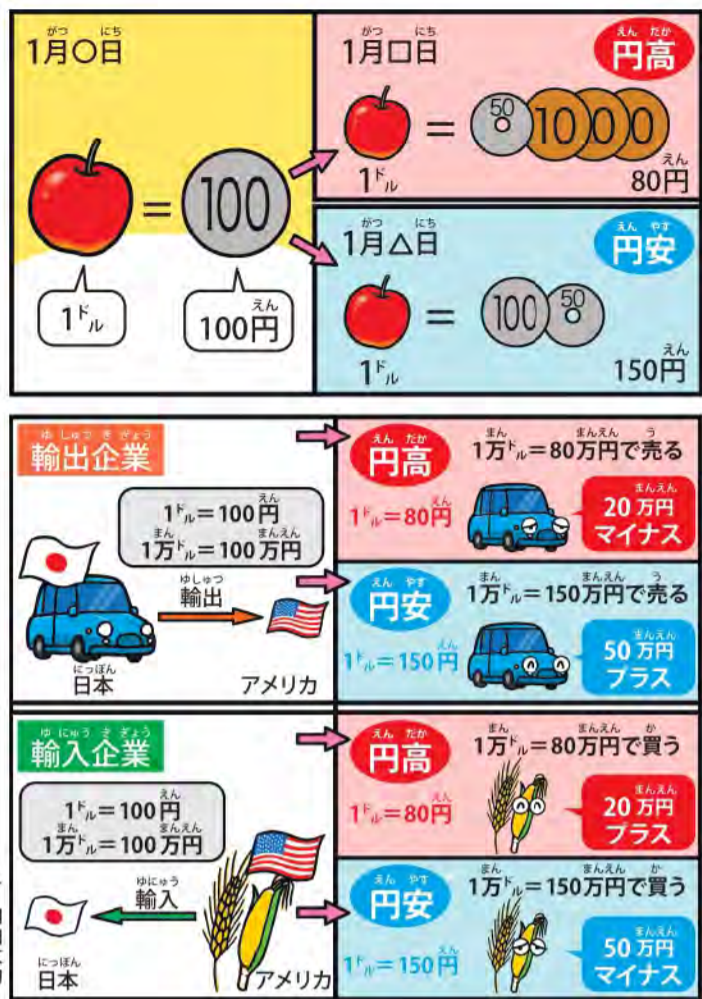 1月〇日
100
1ドル
100円
1月□日
円高
50
10
10
10
1ドル
80円
1月△日
円安
100
50
1ドル
150円
輸出企業
1ドル=100円
1万ドル=100万円
輸出
日本
アメリカ
円高
1万ドル=80万円で売る
1ドル=80円
20万円
マイナス
円安
1万ドル=150万円で売る
1ドル=150円
50万円
プラス
輸入企業
1ドル=100円
1万ドル=100万円
輸入
日本
アメリカ
円高
1万ドル=80万円で買う
1ドル=80円
20万円
プラス
円安
1万ドル=150万円で買う
1ドル=150円
50万円
マイナス